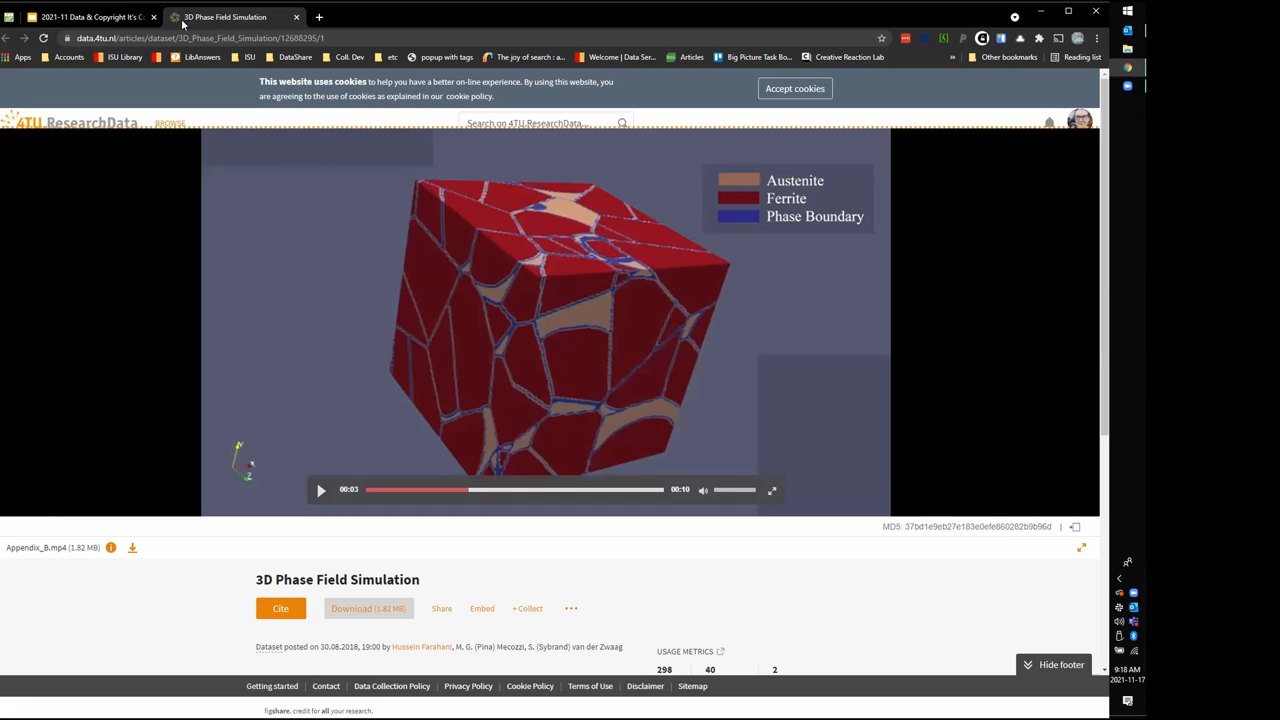 2021-11 Data & Copyright It's C
3D Phase Field Simulation
data.4tu.nl/articles/dataset/3D_Phase_Field_Simulation/12688295/1
Apps
Accounts
ISU Library
LibAnswers
ISU
DataShare
Coll. Dev
etc
popup with tags
The joy of search : a...
Welcome | Data Ser...
Articles
Big Picture Task Bo...
Creative Reaction Lab
»
Other bookmarks
Reading list
This website uses cookies to help you have a better on-line experience. By using this website, you
are agreeing to the use of cookies as explained in our cookie policy.
Accept cookies
4TU.ResearchData
BROWSE
Search on 4TU.ResearchData...
Austenite
Ferrite
Phase Boundary
00:03
00:10
MD5: 37bd1e9eb27e183e0efe860282b9b96d
Appendix_B.mp4 (1.82 MB)
3D Phase Field Simulation
Cite
Download (1.82 MB)
Share
Embed
+ Collect
Dataset posted on 30.08.2018, 19:00 by Hussein Farahani, M. G. (Pina) Mecozzi, S. (Sybrand) van der Zwaag
USAGE METRICS
298
40
2
Hide footer
Getting started
Contact
Data Collection Policy
Privacy Policy
Cookie Policy
Terms of Use
Disclaimer
Sitemap
figshare. credit for all your research.
9:18 AM
2021-11-17